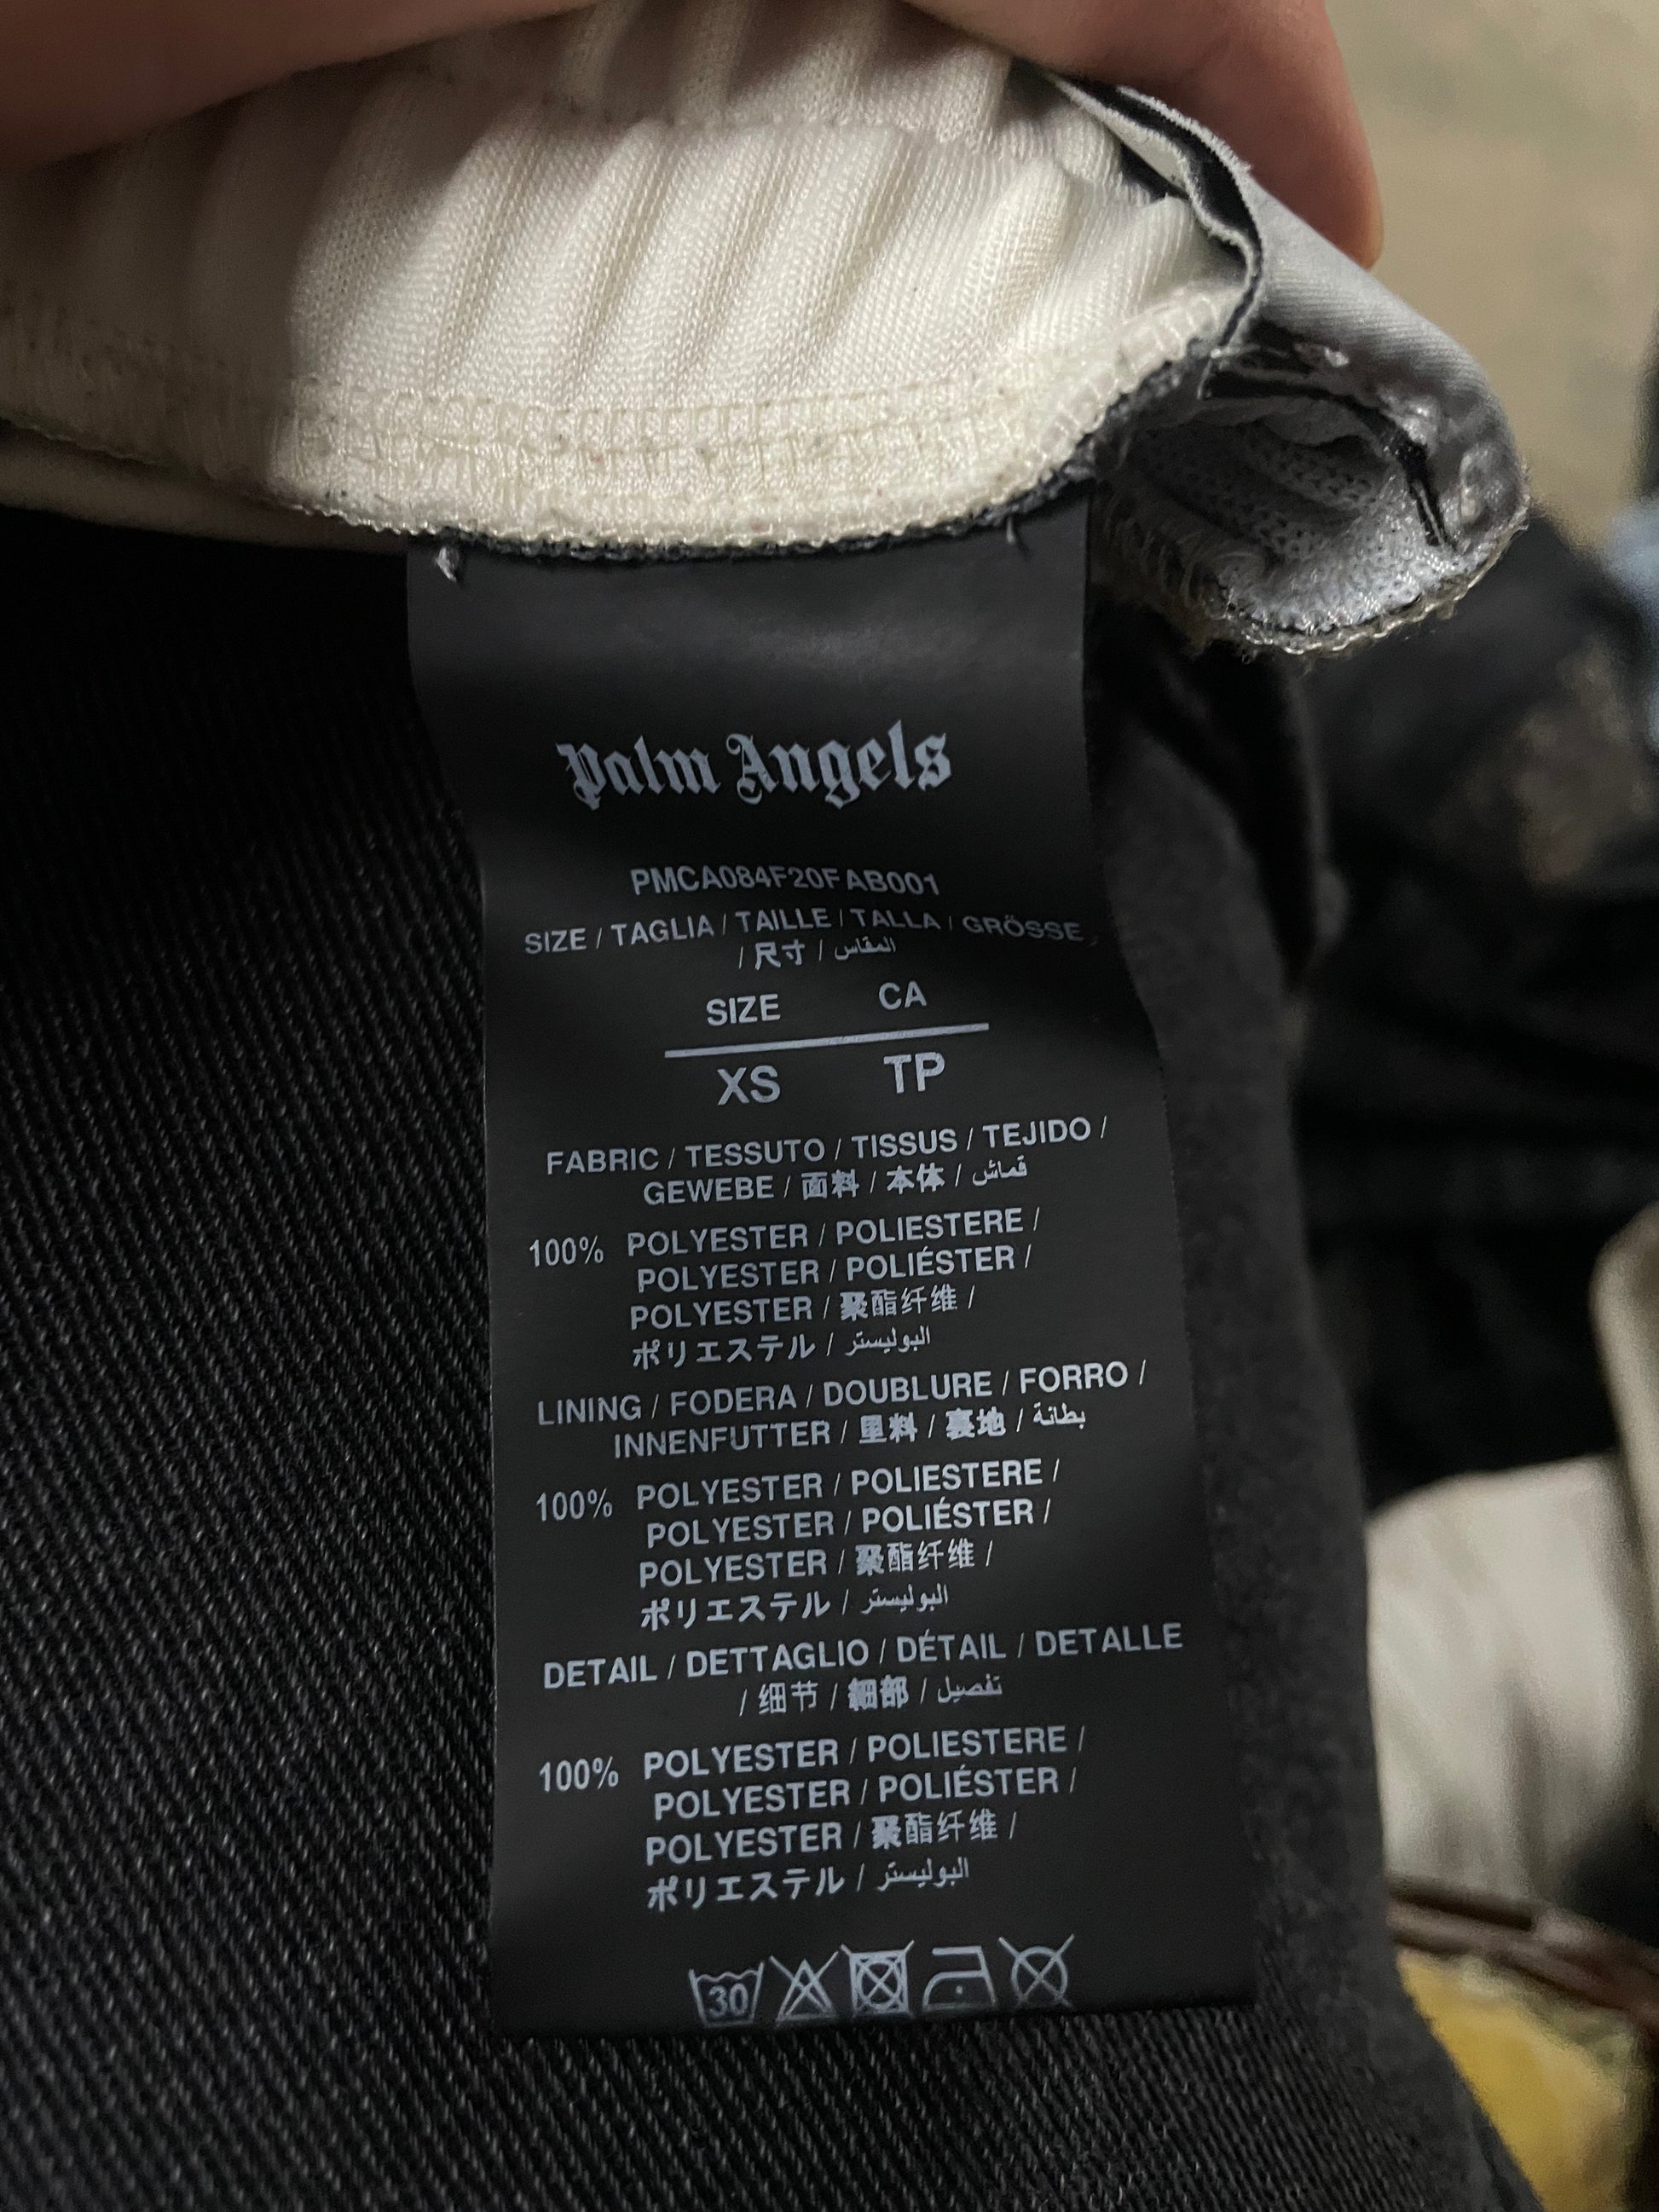 Palm Angels
PMCA084F20FAB001
SIZE / TAGLIA / TAILLE / TALLA / GRÖSSE
/ 尺寸 / المقاس
SIZE CA
XS TP
FABRIC / TESSUTO / TISSUS / TEJIDO /
GEWEBE / 面料 / 本体 / قماش
100% POLYESTER / POLIESTERE /
POLYESTER / POLIÉSTER /
POLYESTER / 聚酯纤维 /
ポリエステル / البوليستر
LINING / FODERA / DOUBLURE / FORRO /
INNENFUTTER / 里料 / 裏地 / بطانة
100% POLYESTER / POLIESTERE /
POLYESTER / POLIÉSTER /
POLYESTER / 聚酯纤维 /
ポリエステル / البوليستر
DETAIL / DETTAGLIO / DÉTAIL / DETALLE
/ 细节 / 細部 / تفصيل
100% POLYESTER / POLIESTERE /
POLYESTER / POLIÉSTER /
POLYESTER / 聚酯纤维 /
ポリエステル / البوليستر
30